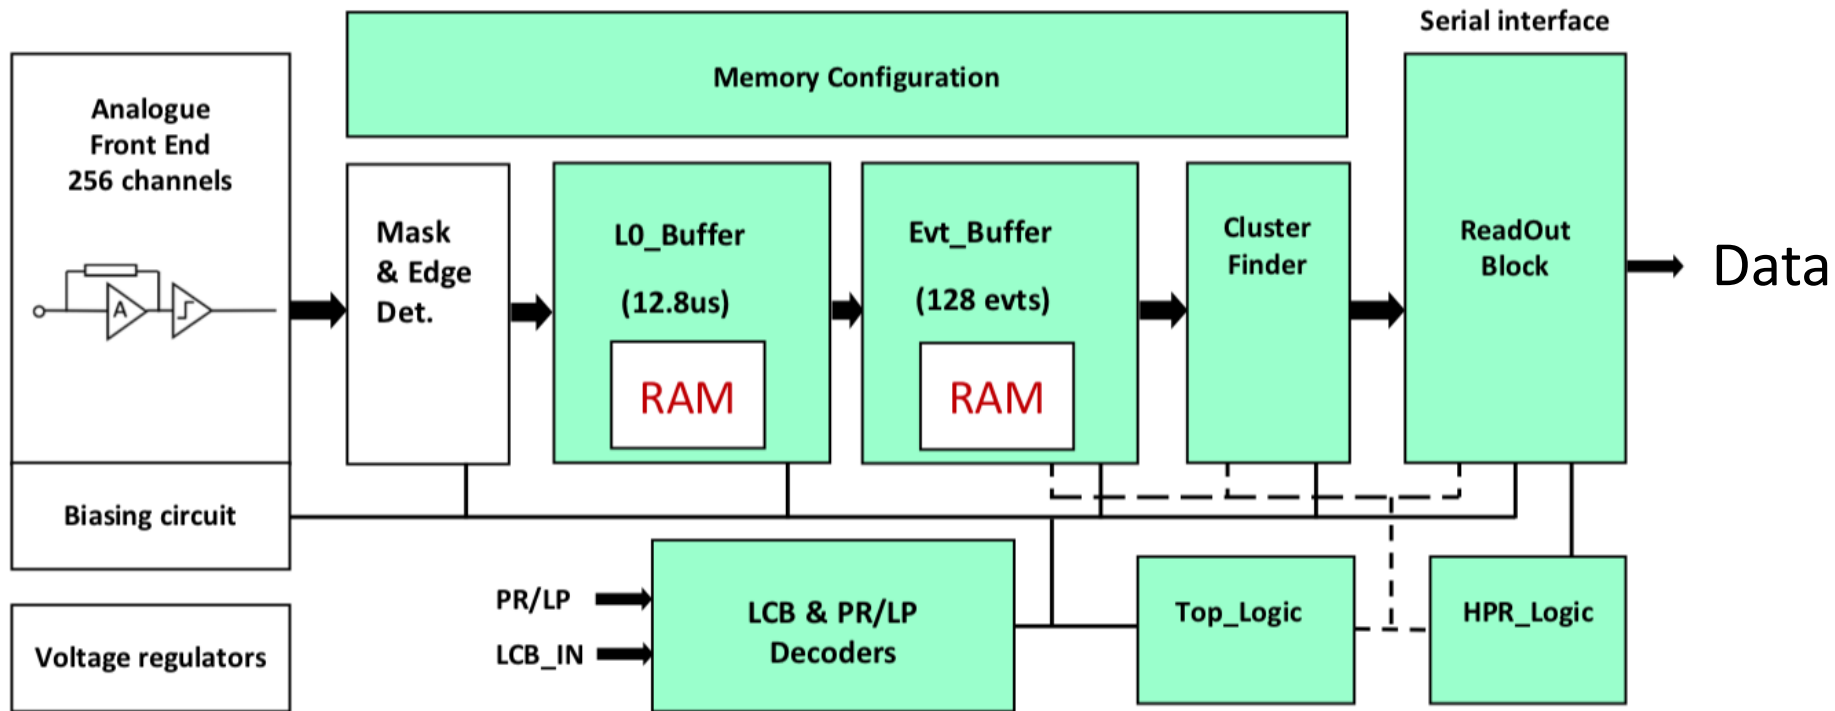 Serial interface
Memory Configuration
Analogue
Front End
256 channels
A
Mask
& Edge
Det.
L0_Buffer
(12.8us)
RAM
Evt_Buffer
(128 evts)
RAM
Cluster
Finder
ReadOut
Block
Data
Biasing circuit
Voltage regulators
PR/LP
LCB_IN
LCB & PR/LP
Decoders
Top_Logic
HPR_Logic